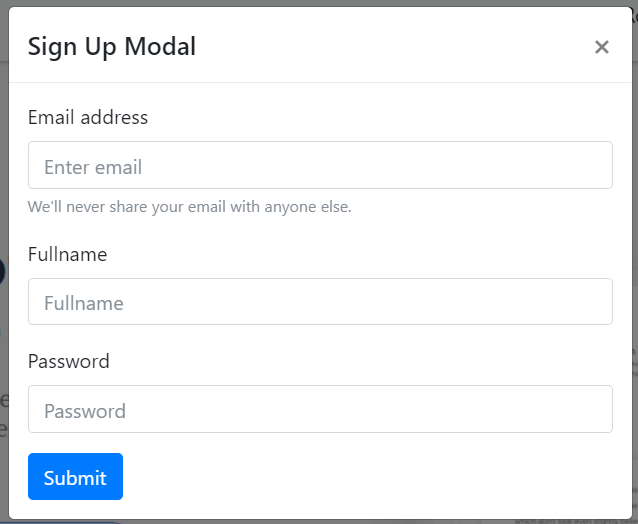 Sign Up Modal
×
Email address
Enter email
We'll never share your email with anyone else.
Fullname
Fullname
Password
Password
Submit